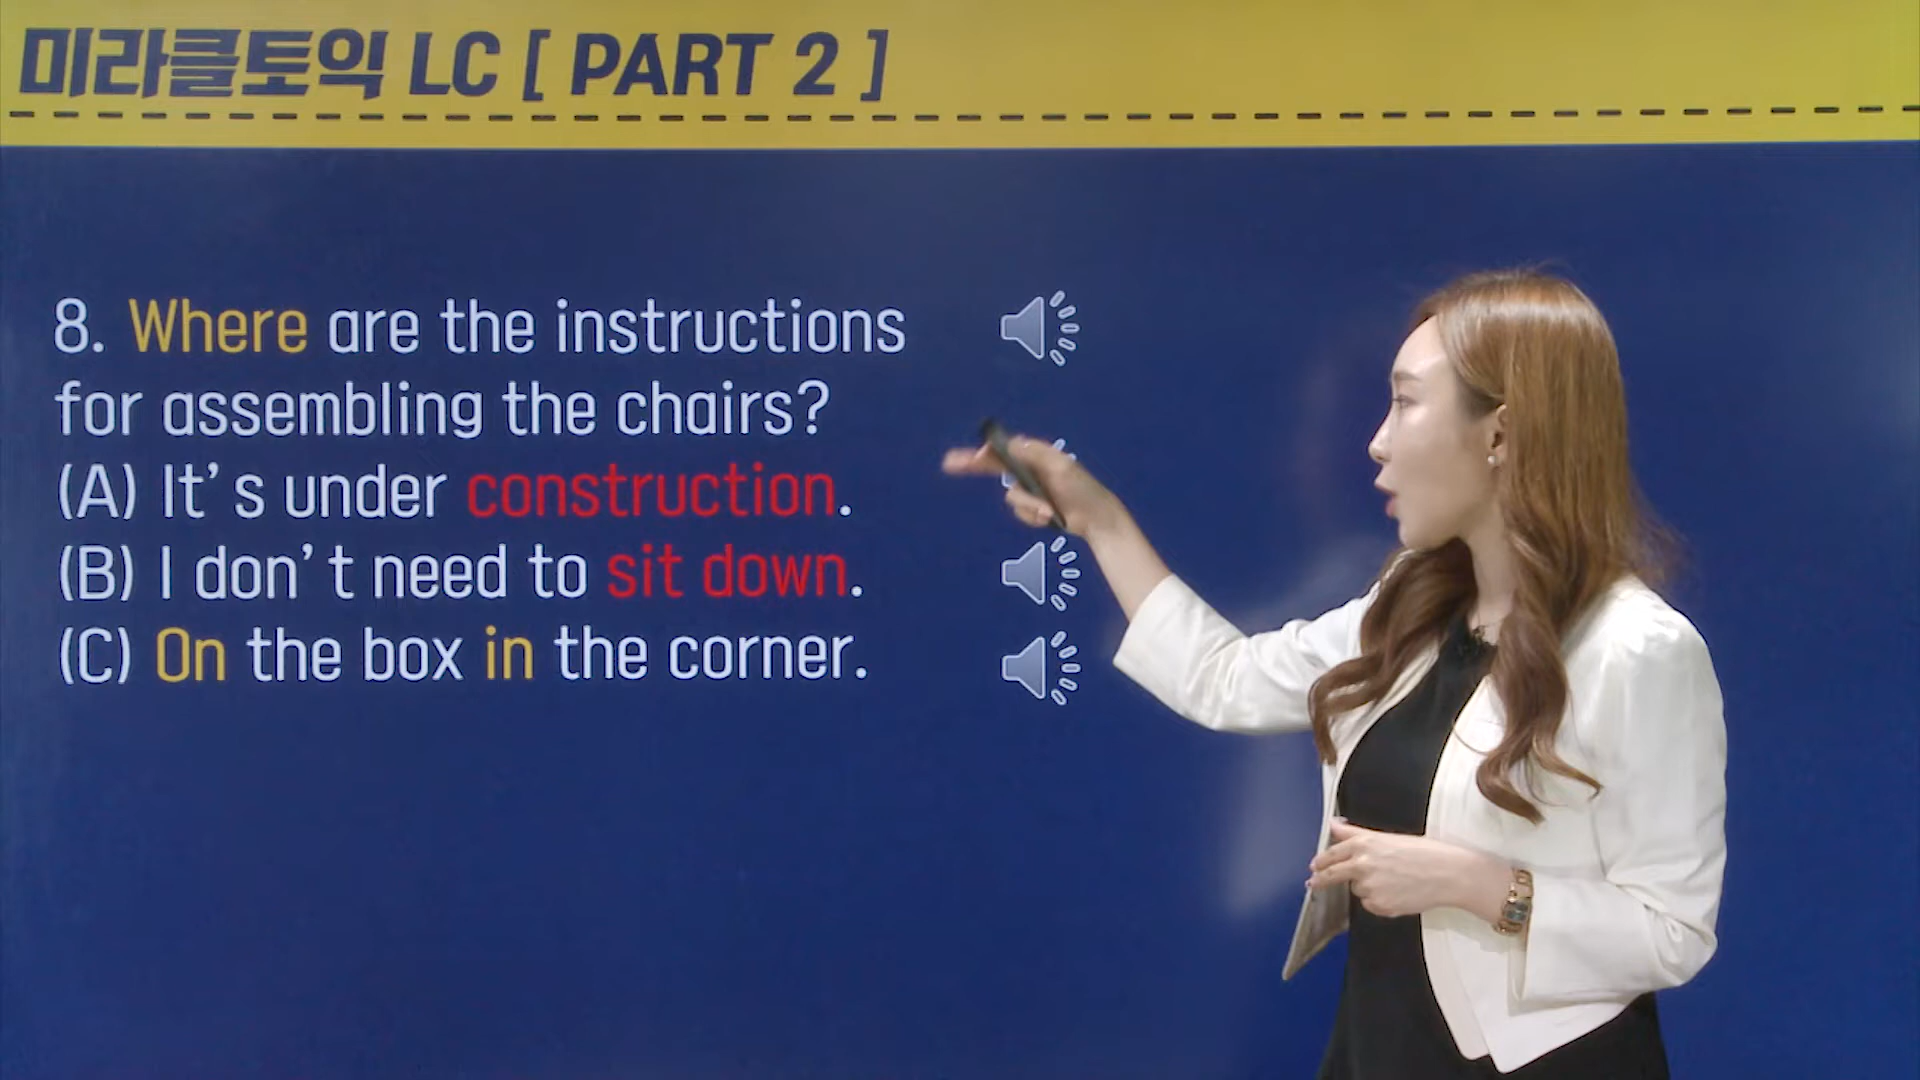 미라클토익 LC [ PART 2 ]
8. Where are the instructions
for assembling the chairs?
(A) It's under construction.
(B) I don't need to sit down.
(C) On the box in the corner.